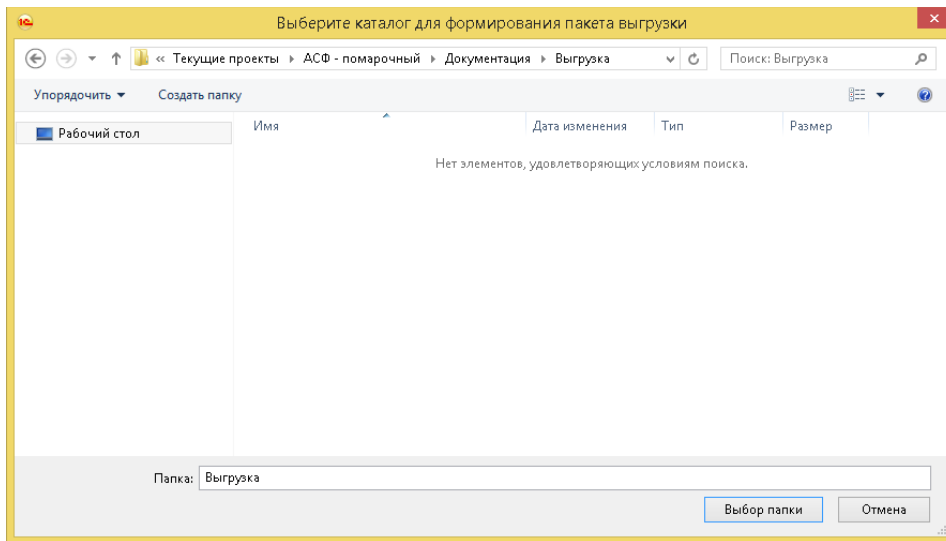 1С
Выберите каталог для формирования пакета выгрузки
« Текущие проекты АСФ - помарочный Документация Выгрузка
Поиск: Выгрузка
Упорядочить Создать папку
Рабочий стол
Имя Дата изменения Тип Размер
Нет элементов, удовлетворяющих условиям поиска.
Папка: Выгрузка
Выбор папки Отмена